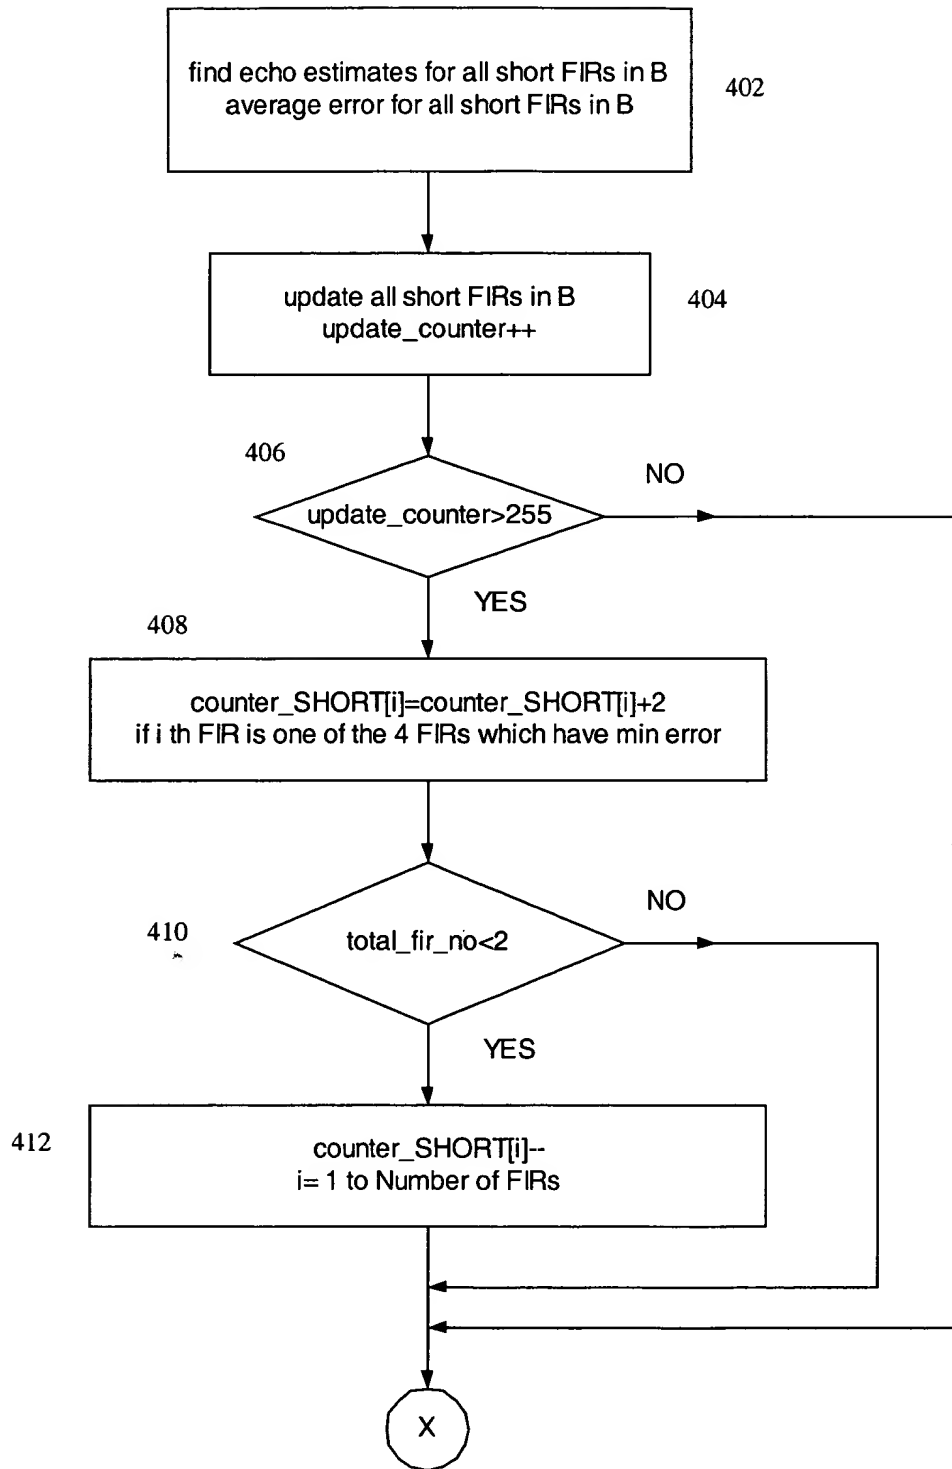 find echo estimates for all short FIRs in B
average error for all short FIRs in B
402
update all short FIRs in B
update_counter++
404
406
NO
update_counter>255
YES
408
counter_SHORT[i]=counter_SHORT[i]+2
if i th FIR is one of the 4 FIRs which have min error
NO
410
total_fir_no<2
YES
412
counter_SHORT[i]--
i= 1 to Number of FIRs
X